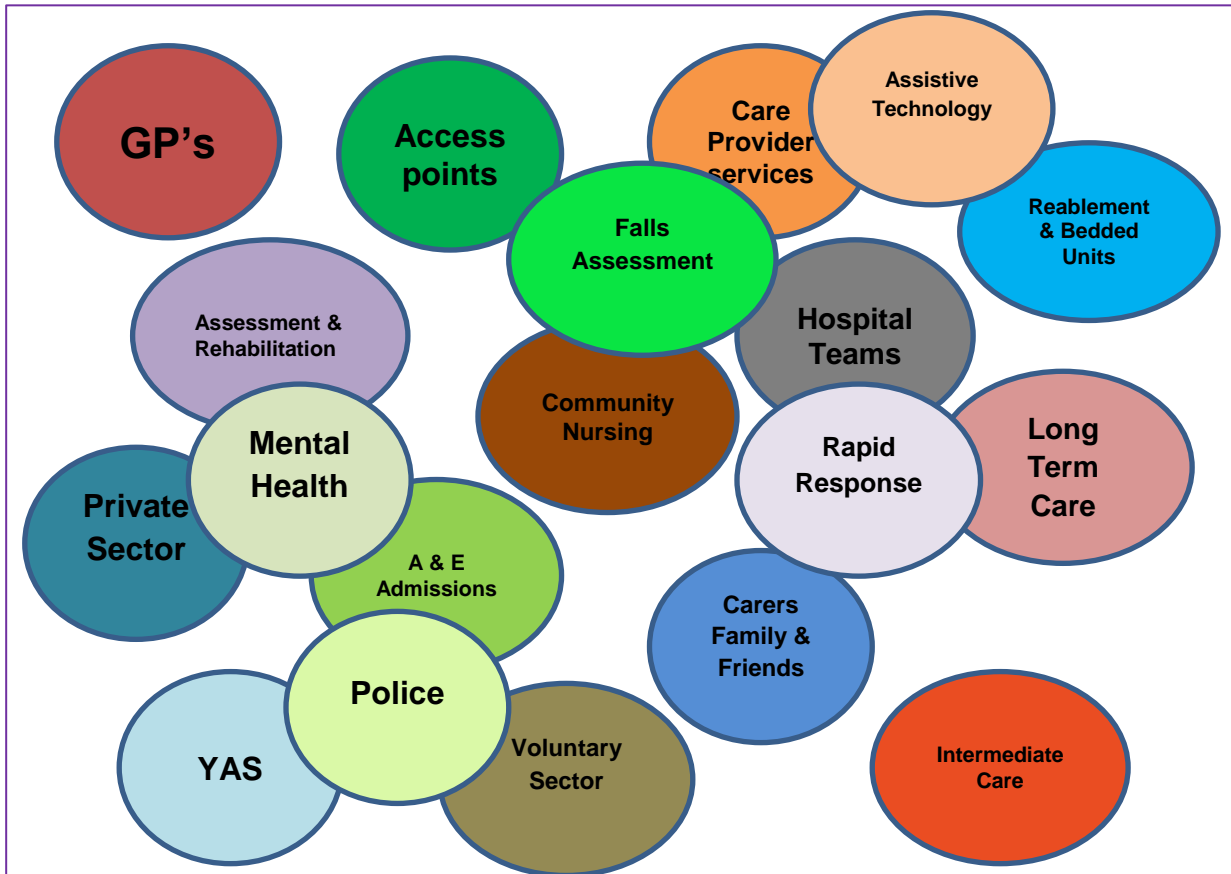 GP’s
Access
points
Care
Provider
services
Assistive
Technology
Reablement
& Bedded
Units
Falls
Assessment
Assessment &
Rehabilitation
Hospital
Teams
Community
Nursing
Mental
Health
Rapid
Response
Long
Term
Care
Private
Sector
A & E
Admissions
Carers
Family &
Friends
Police
YAS
Voluntary
Sector
Intermediate
Care